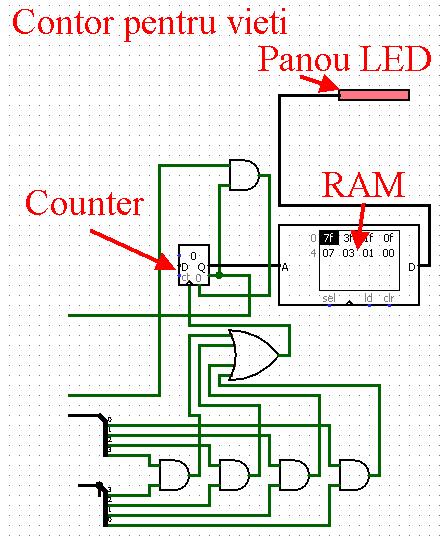 Contor pentru vieti
Panou LED
RAM
Counter
0
D Q
ct 0
0 7f 3f 1f 0f
4 07 03 01 00
A
D
sel ld clr